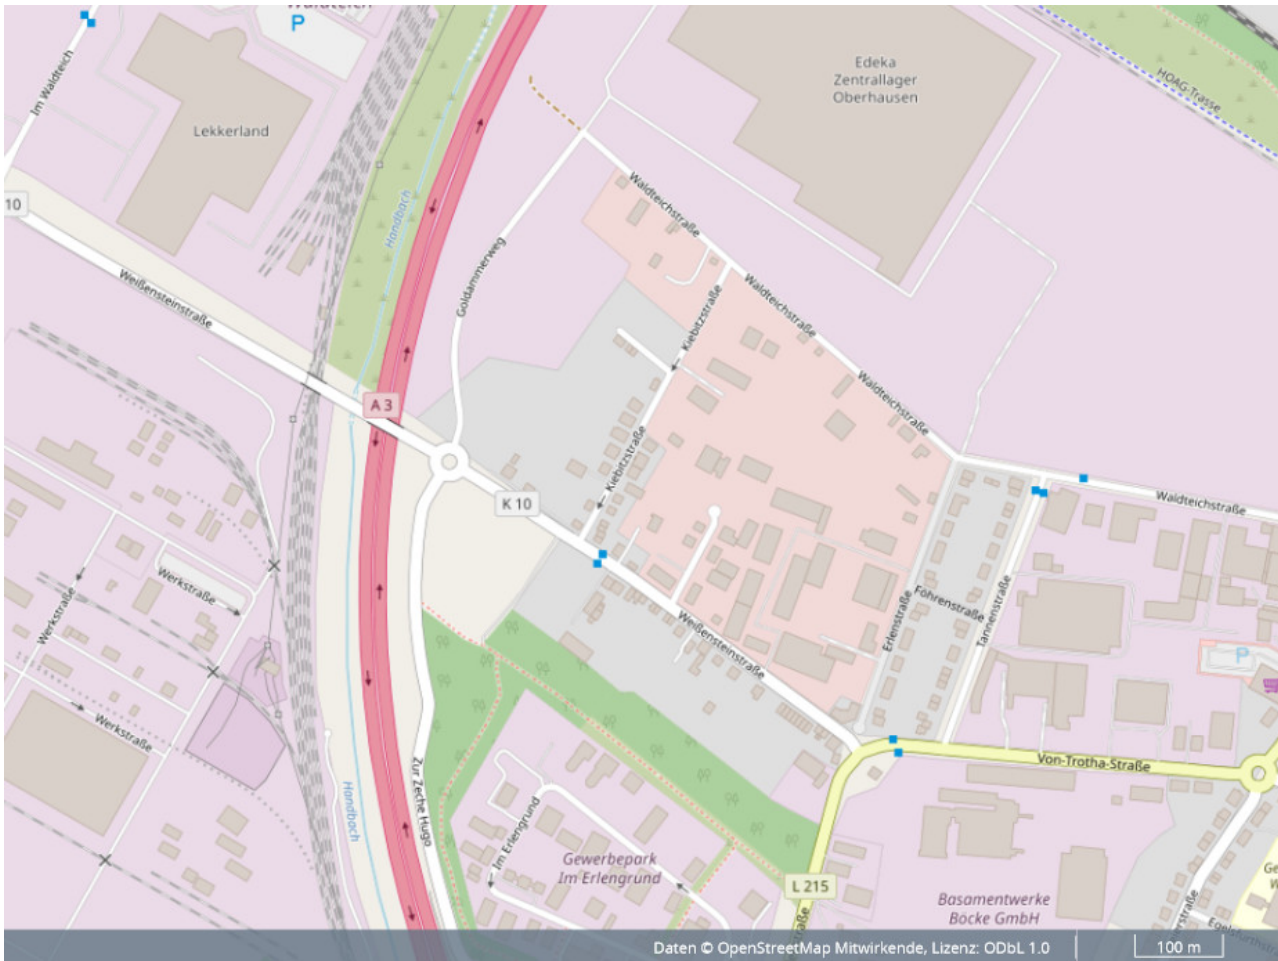 Waldteich
P
Im Waldteich
Lekkerland
Edeka
Zentrallager
Oberhausen
HOAG-Trasse
10
Handbach
Waldteichstraße
Goldammerweg
Weißensteinstraße
Kiebitzstraße
Waldteichstraße
A 3
Waldteichstraße
Kiebitzstraße
K 10
Waldteichstraße
Werkstraße
Werkstraße
Föhrenstraße
Erlenstraße
Tannenstraße
Weißensteinstraße
P
Werkstraße
Von-Trotha-Straße
Zur Zeche Hugo
Handbach
Im Erlengrund
Gewerbepark
Im Erlengrund
L 215
Basamentwerke
Böcke GmbH
Daten © OpenStreetMap Mitwirkende, Lizenz: ODbL 1.0
100 m